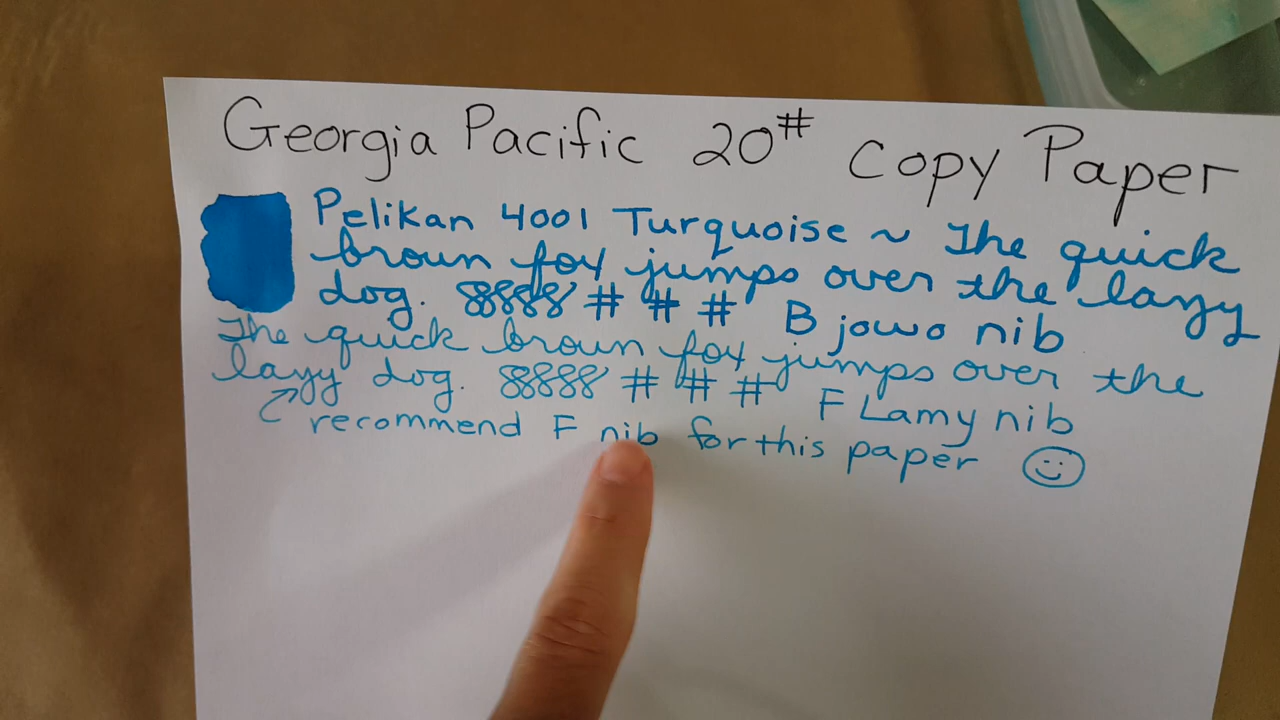 Georgia Pacific 20# Copy Paper
Pelikan 4001 Turquoise ~ The quick
brown fox jumps over the lazy
dog. 8888 # # # B jowo nib
The quick brown fox jumps over the
lazy dog. 88888 # # # F Lamy nib
recommend F nib for this paper